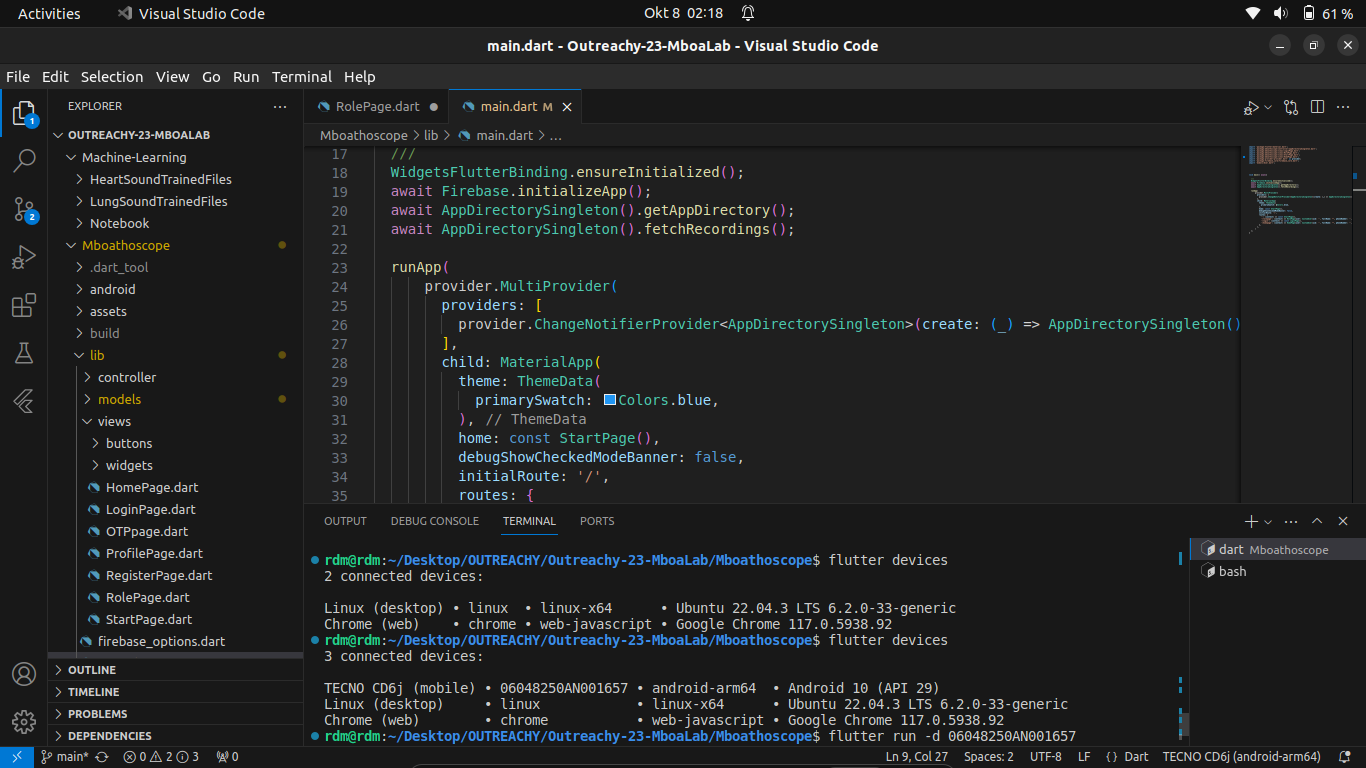 Activities
Visual Studio Code
Okt 8 02:18
61 %
main.dart - Outreachy-23-MboaLab - Visual Studio Code
File Edit Selection View Go Run Terminal Help
EXPLORER
OUTREACHY-23-MBOALAB
Machine-Learning
HeartSoundTrainedFiles
LungSoundTrainedFiles
Notebook
Mboathoscope
.dart_tool
android
assets
build
lib
controller
models
views
buttons
widgets
HomePage.dart
LoginPage.dart
OTPpage.dart
ProfilePage.dart
RegisterPage.dart
RolePage.dart
StartPage.dart
firebase_options.dart
OUTLINE
TIMELINE
PROBLEMS
DEPENDENCIES
1
2
RolePage.dart ●
main.dart M
Mboathoscope > lib > main.dart > ...
17 ///
18 WidgetsFlutterBinding.ensureInitialized();
19 await Firebase.initializeApp();
20 await AppDirectorySingleton().getAppDirectory();
21 await AppDirectorySingleton().fetchRecordings();
22
23 runApp(
24 provider.MultiProvider(
25 providers: [
26 provider.ChangeNotifierProvider<AppDirectorySingleton>(create: (_) => AppDirectorySingleton()
27 ],
28 child: MaterialApp(
29 theme: ThemeData(
30 primarySwatch: Colors.blue,
31 ), // ThemeData
32 home: const StartPage(),
33 debugShowCheckedModeBanner: false,
34 initialRoute: '/',
35 routes: {
OUTPUT DEBUG CONSOLE TERMINAL PORTS
rdm@rdm:~/Desktop/OUTREACHY/Outreachy-23-MboaLab/Mboathoscope$ flutter devices
2 connected devices:
Linux (desktop) • linux • linux-x64 • Ubuntu 22.04.3 LTS 6.2.0-33-generic
Chrome (web) • chrome • web-javascript • Google Chrome 117.0.5938.92
rdm@rdm:~/Desktop/OUTREACHY/Outreachy-23-MboaLab/Mboathoscope$ flutter devices
3 connected devices:
TECNO CD6j (mobile) • 06048250AN001657 • android-arm64 • Android 10 (API 29)
Linux (desktop) • linux • linux-x64 • Ubuntu 22.04.3 LTS 6.2.0-33-generic
Chrome (web) • chrome • web-javascript • Google Chrome 117.0.5938.92
rdm@rdm:~/Desktop/OUTREACHY/Outreachy-23-MboaLab/Mboathoscope$ flutter run -d 06048250AN001657
dart Mboathoscope
bash
main* 0 2 3 0
Ln 9, Col 27 Spaces: 2 UTF-8 LF {} Dart TECNO CD6j (android-arm64)